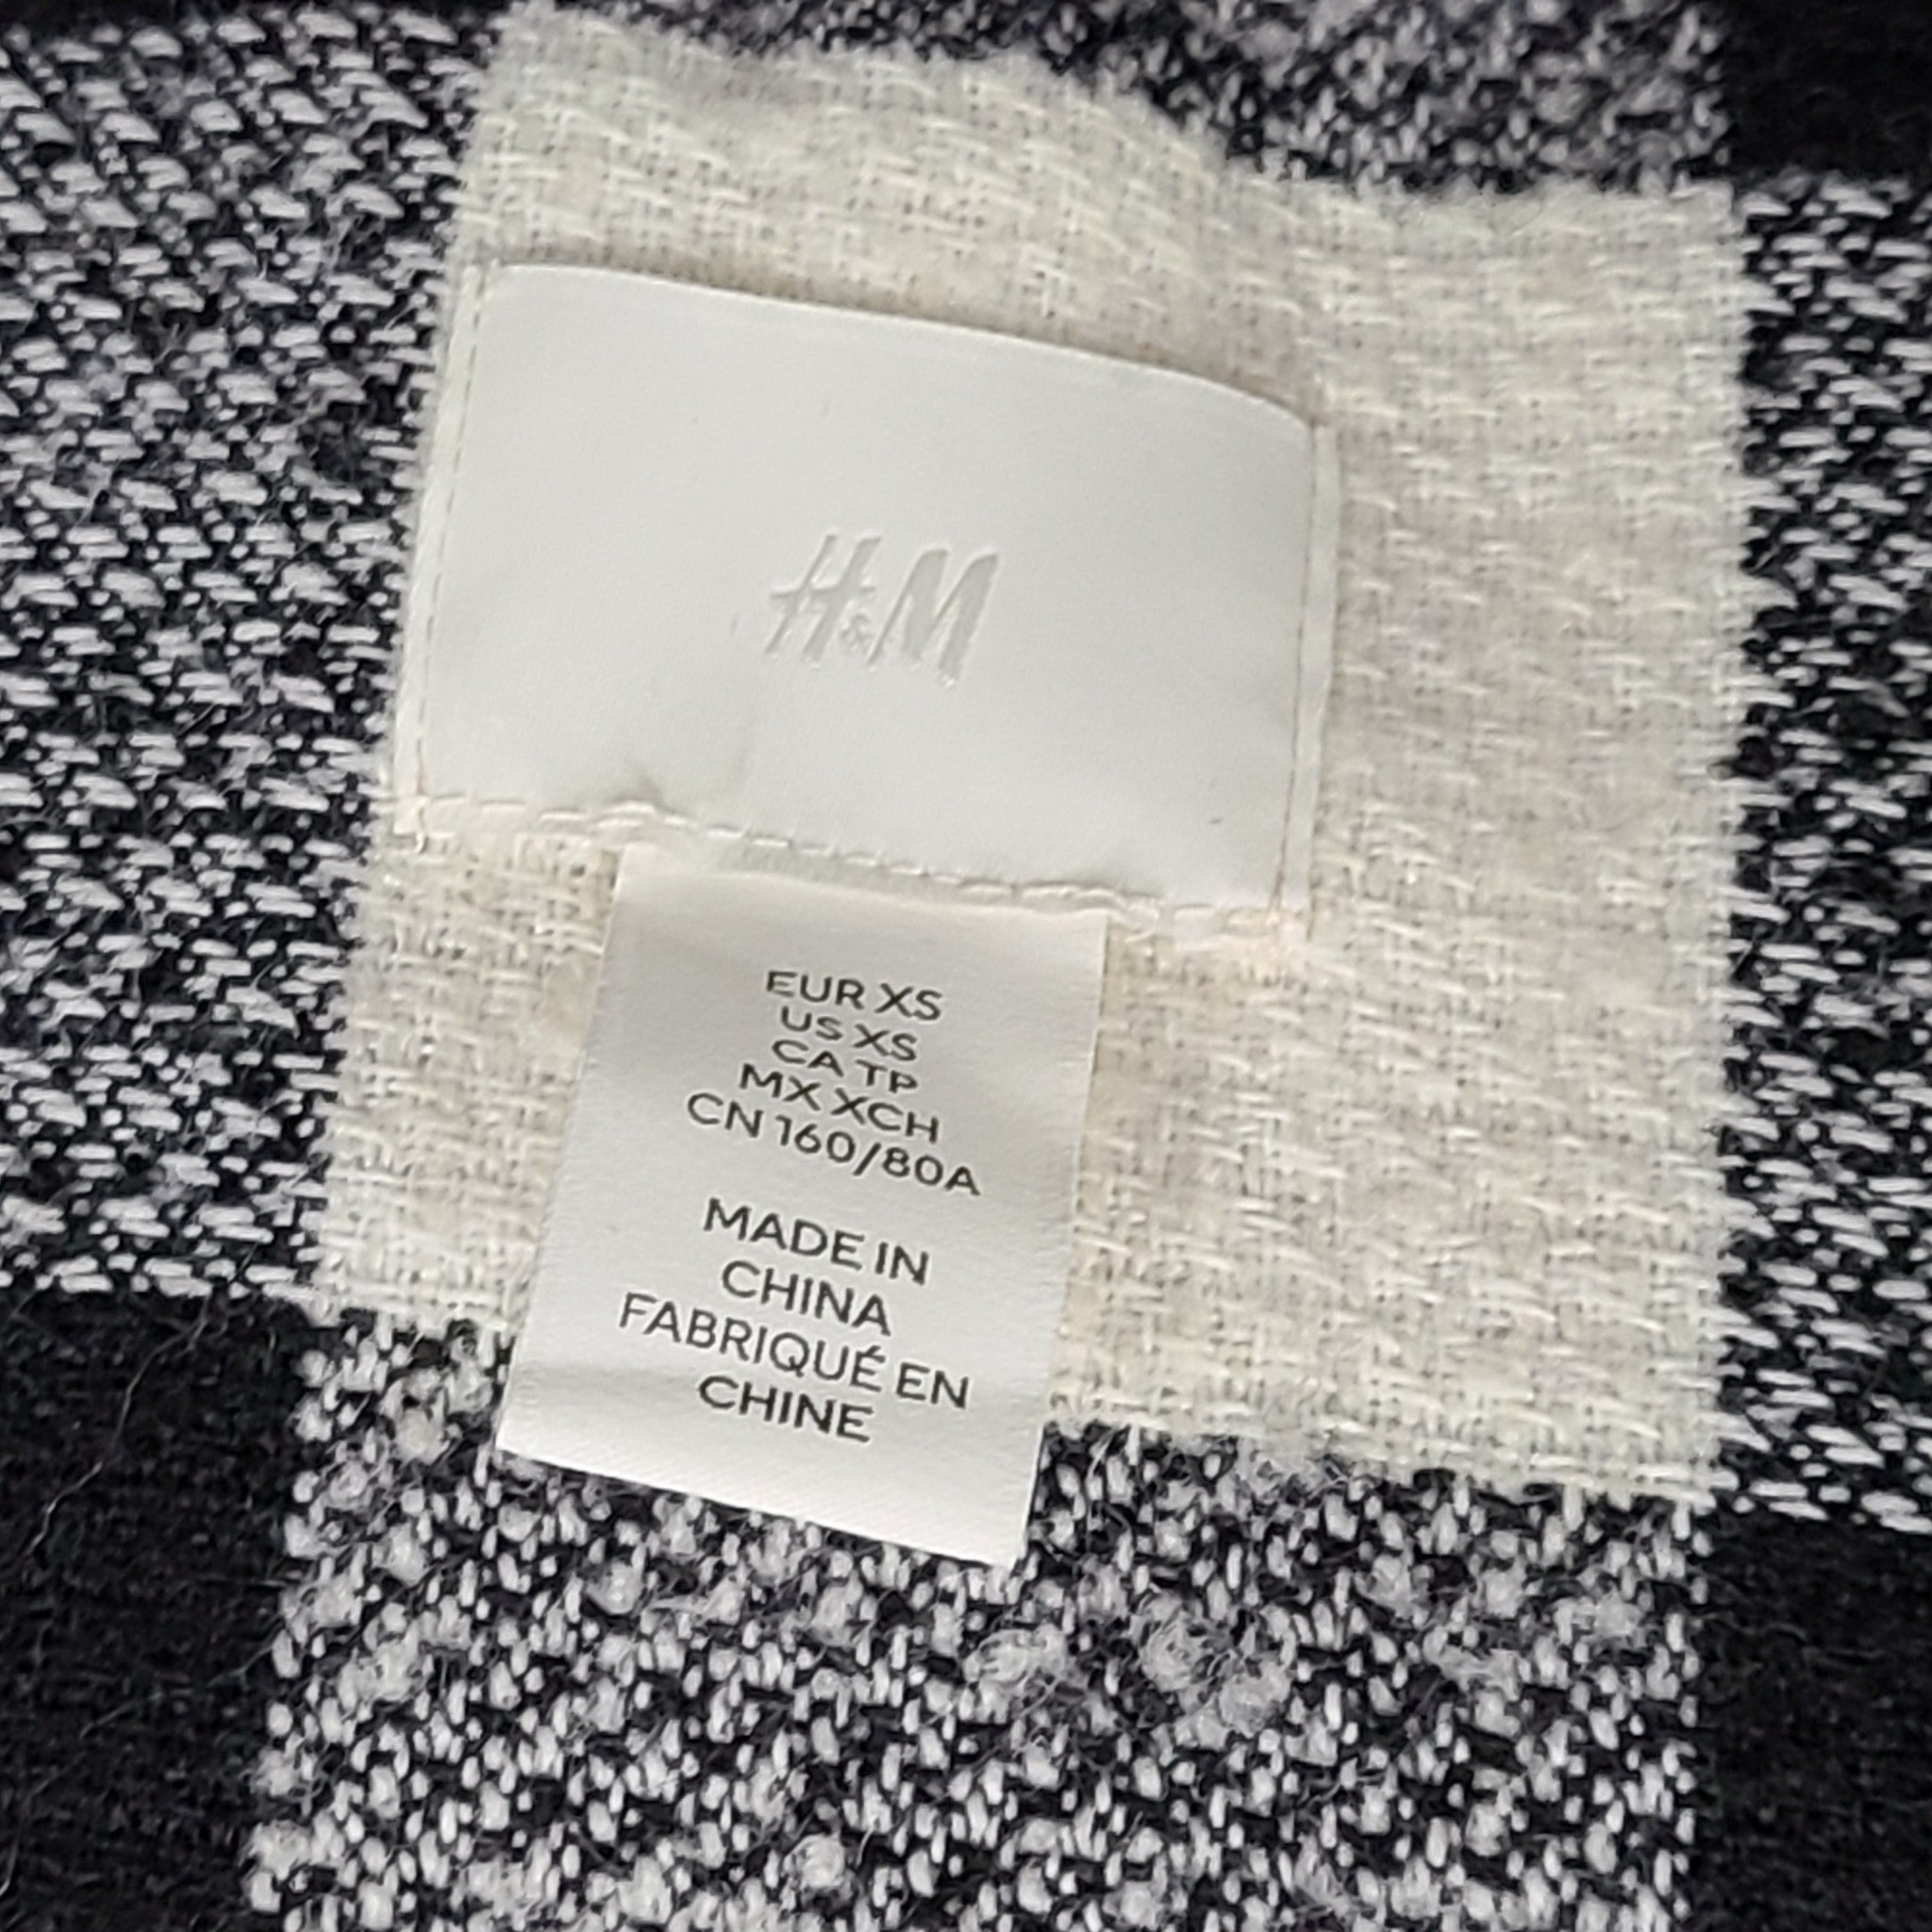 H&M
EUR XS
US XS
CA TP
MX XCH
CN 160/80A
MADE IN
CHINA
FABRIQUÉ EN
CHINE